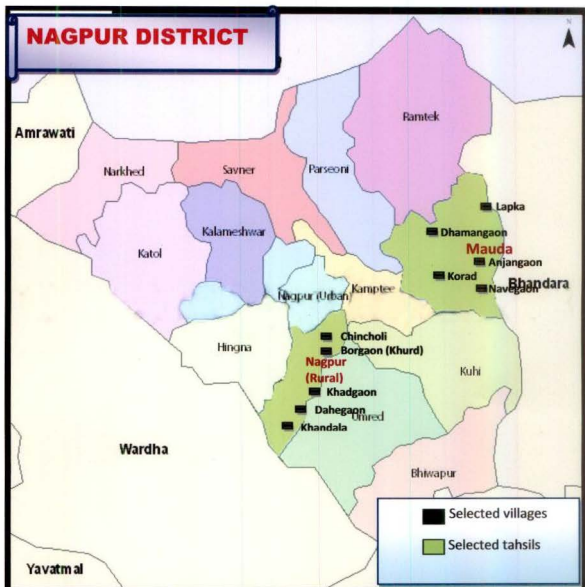 NAGPUR DISTRICT
N
Amrawati
Ramtek
Narkhed
Savner
Parseoni
Lapka
Kalameshwar
Dhamangaon
Mauda
Katol
Anjangaon
Korad
Bhandara
Navegaon
Nagpur (Urban)
Kamptee
Hingna
Chincholi
Borgaon (Khurd)
Nagpur
(Rural)
Kuhi
Khadgaon
Dahegaon
Umred
Khandala
Wardha
Bhiwapur
Selected villages
Selected tahsils
Yavatmal